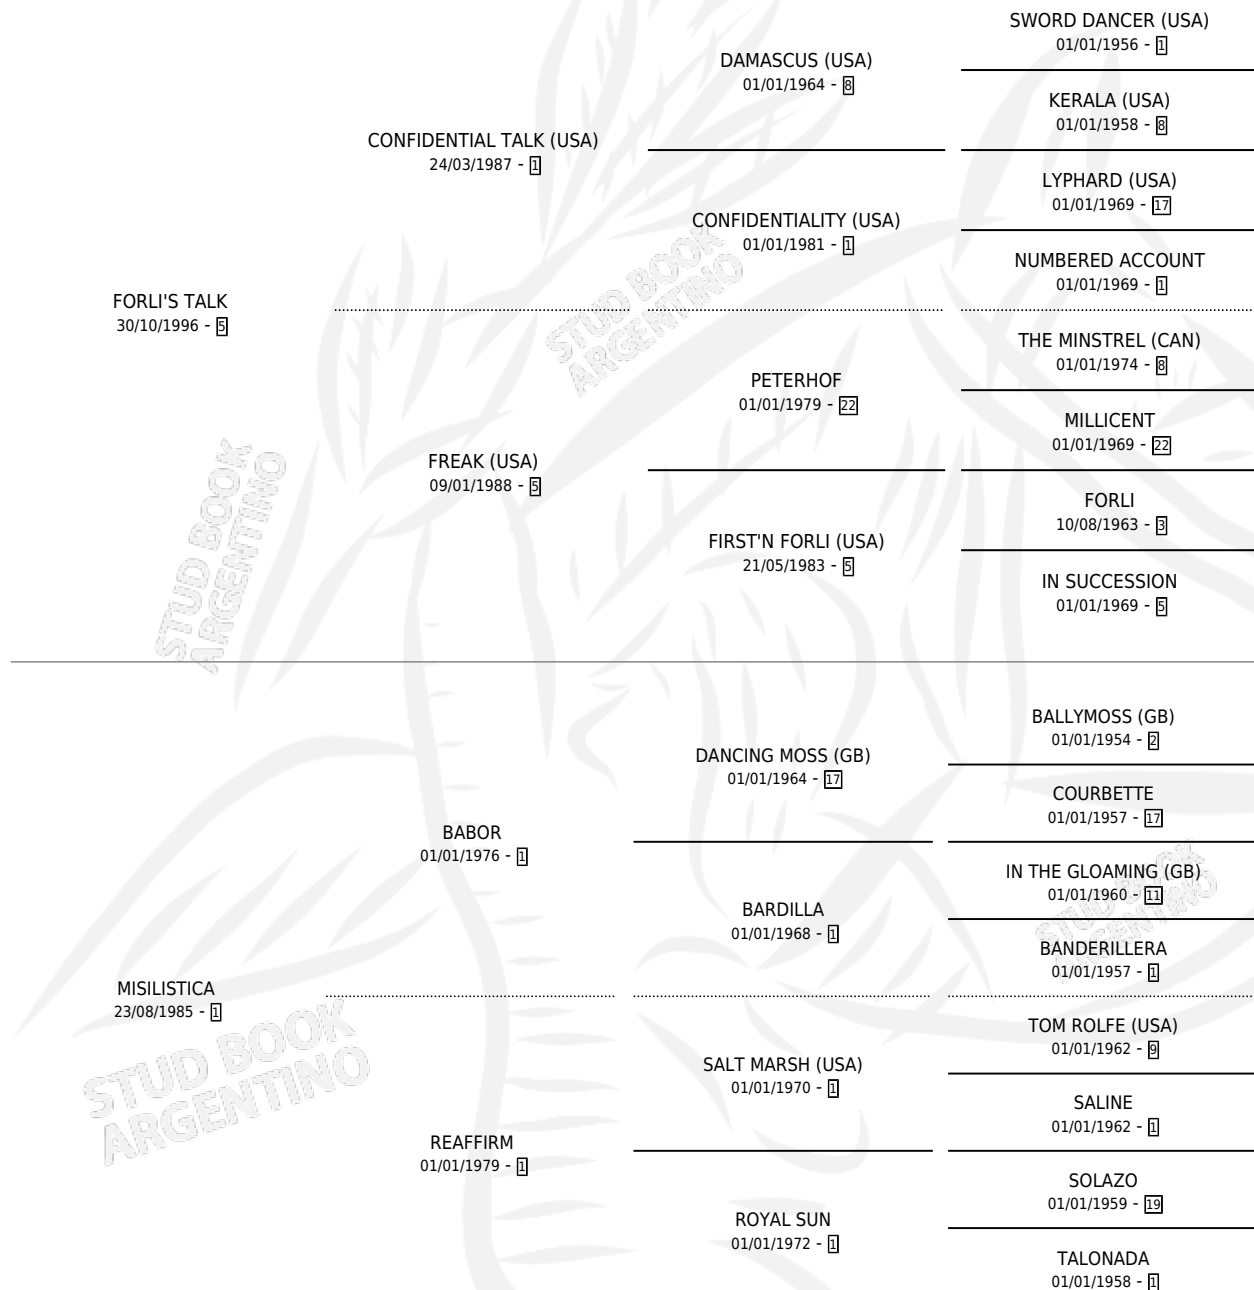 SWORD DANCER (USA)
01/01/1956 - 1
DAMASCUS (USA)
01/01/1964 - 8
KERALA (USA)
01/01/1958 - 8
CONFIDENTIAL TALK (USA)
24/03/1987 - 1
LYPHARD (USA)
01/01/1969 - 17
CONFIDENTIALITY (USA)
01/01/1981 - 1
NUMBERED ACCOUNT
01/01/1969 - 1
FORLI'S TALK
30/10/1996 - 5
THE MINSTREL (CAN)
01/01/1974 - 8
PETERHOF
01/01/1979 - 22
MILLICENT
01/01/1969 - 22
FREAK (USA)
09/01/1988 - 5
FORLI
10/08/1963 - 3
FIRST'N FORLI (USA)
21/05/1983 - 5
IN SUCCESSION
01/01/1969 - 5
BALLYMOSS (GB)
01/01/1954 - 2
DANCING MOSS (GB)
01/01/1964 - 17
COURBETTE
01/01/1957 - 17
BABOR
01/01/1976 - 1
IN THE GLOAMING (GB)
01/01/1960 - 11
BARDILLA
01/01/1968 - 1
BANDERILLERA
01/01/1957 - 1
MISILISTICA
23/08/1985 - 1
TOM ROLFE (USA)
01/01/1962 - 9
SALT MARSH (USA)
01/01/1970 - 1
SALINE
01/01/1962 - 1
REAFFIRM
01/01/1979 - 1
SOLAZO
01/01/1959 - 19
ROYAL SUN
01/01/1972 - 1
TALONADA
01/01/1958 - 1
STUD BOOK
ARGENTINO
STUD BOOK
ARGENTINO
STUD BOOK
ARGENTINO
STUD BOOK
ARGENTINO